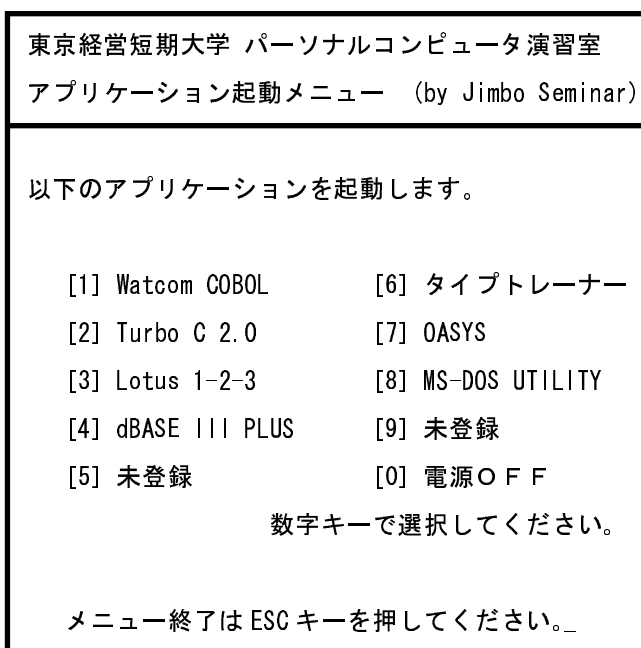 東京経営短期大学 パーソナルコンピュータ演習室
アプリケーション起動メニュー (by Jimbo Seminar)
以下のアプリケーションを起動します。
[1] Watcom COBOL [6] タイプトレーナー
[2] Turbo C 2.0 [7] OASYS
[3] Lotus 1-2-3 [8] MS-DOS UTILITY
[4] dBASE III PLUS [9] 未登録
[5] 未登録 [0] 電源OFF
数字キーで選択してください。
メニュー終了は ESC キーを押してください。_